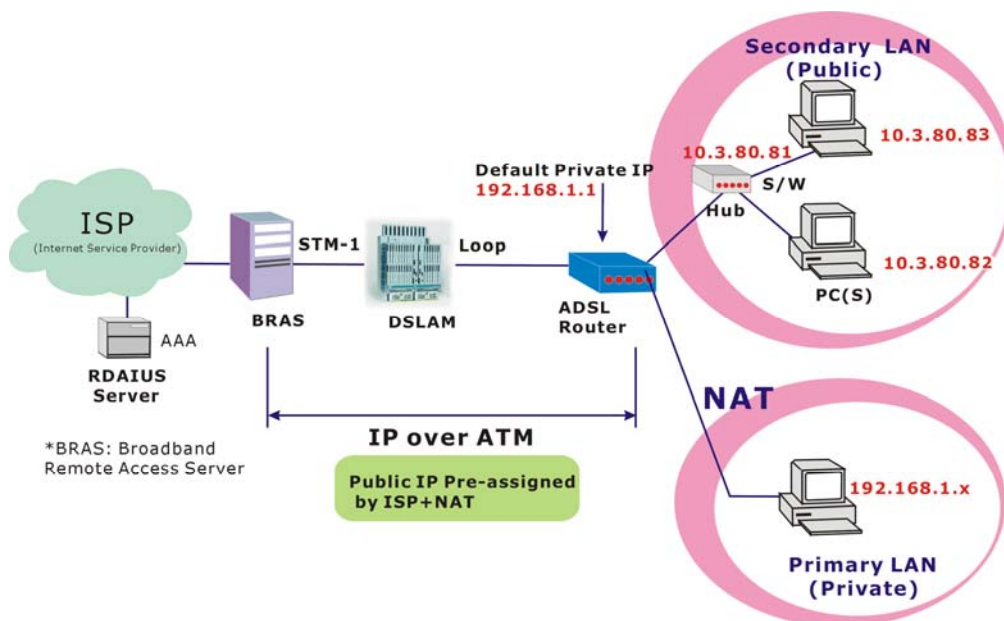 Secondary LAN
(Public)
10.3.80.83
10.3.80.81
Default Private IP
192.168.1.1
S/W
Hub
ISP
(Internet Service Provider)
STM-1
Loop
10.3.80.82
PC(S)
BRAS
DSLAM
ADSL
Router
AAA
RDAIUS
Server
NAT
*BRAS: Broadband
Remote Access Server
IP over ATM
Public IP Pre-assigned
by ISP+NAT
192.168.1.x
Primary LAN
(Private)